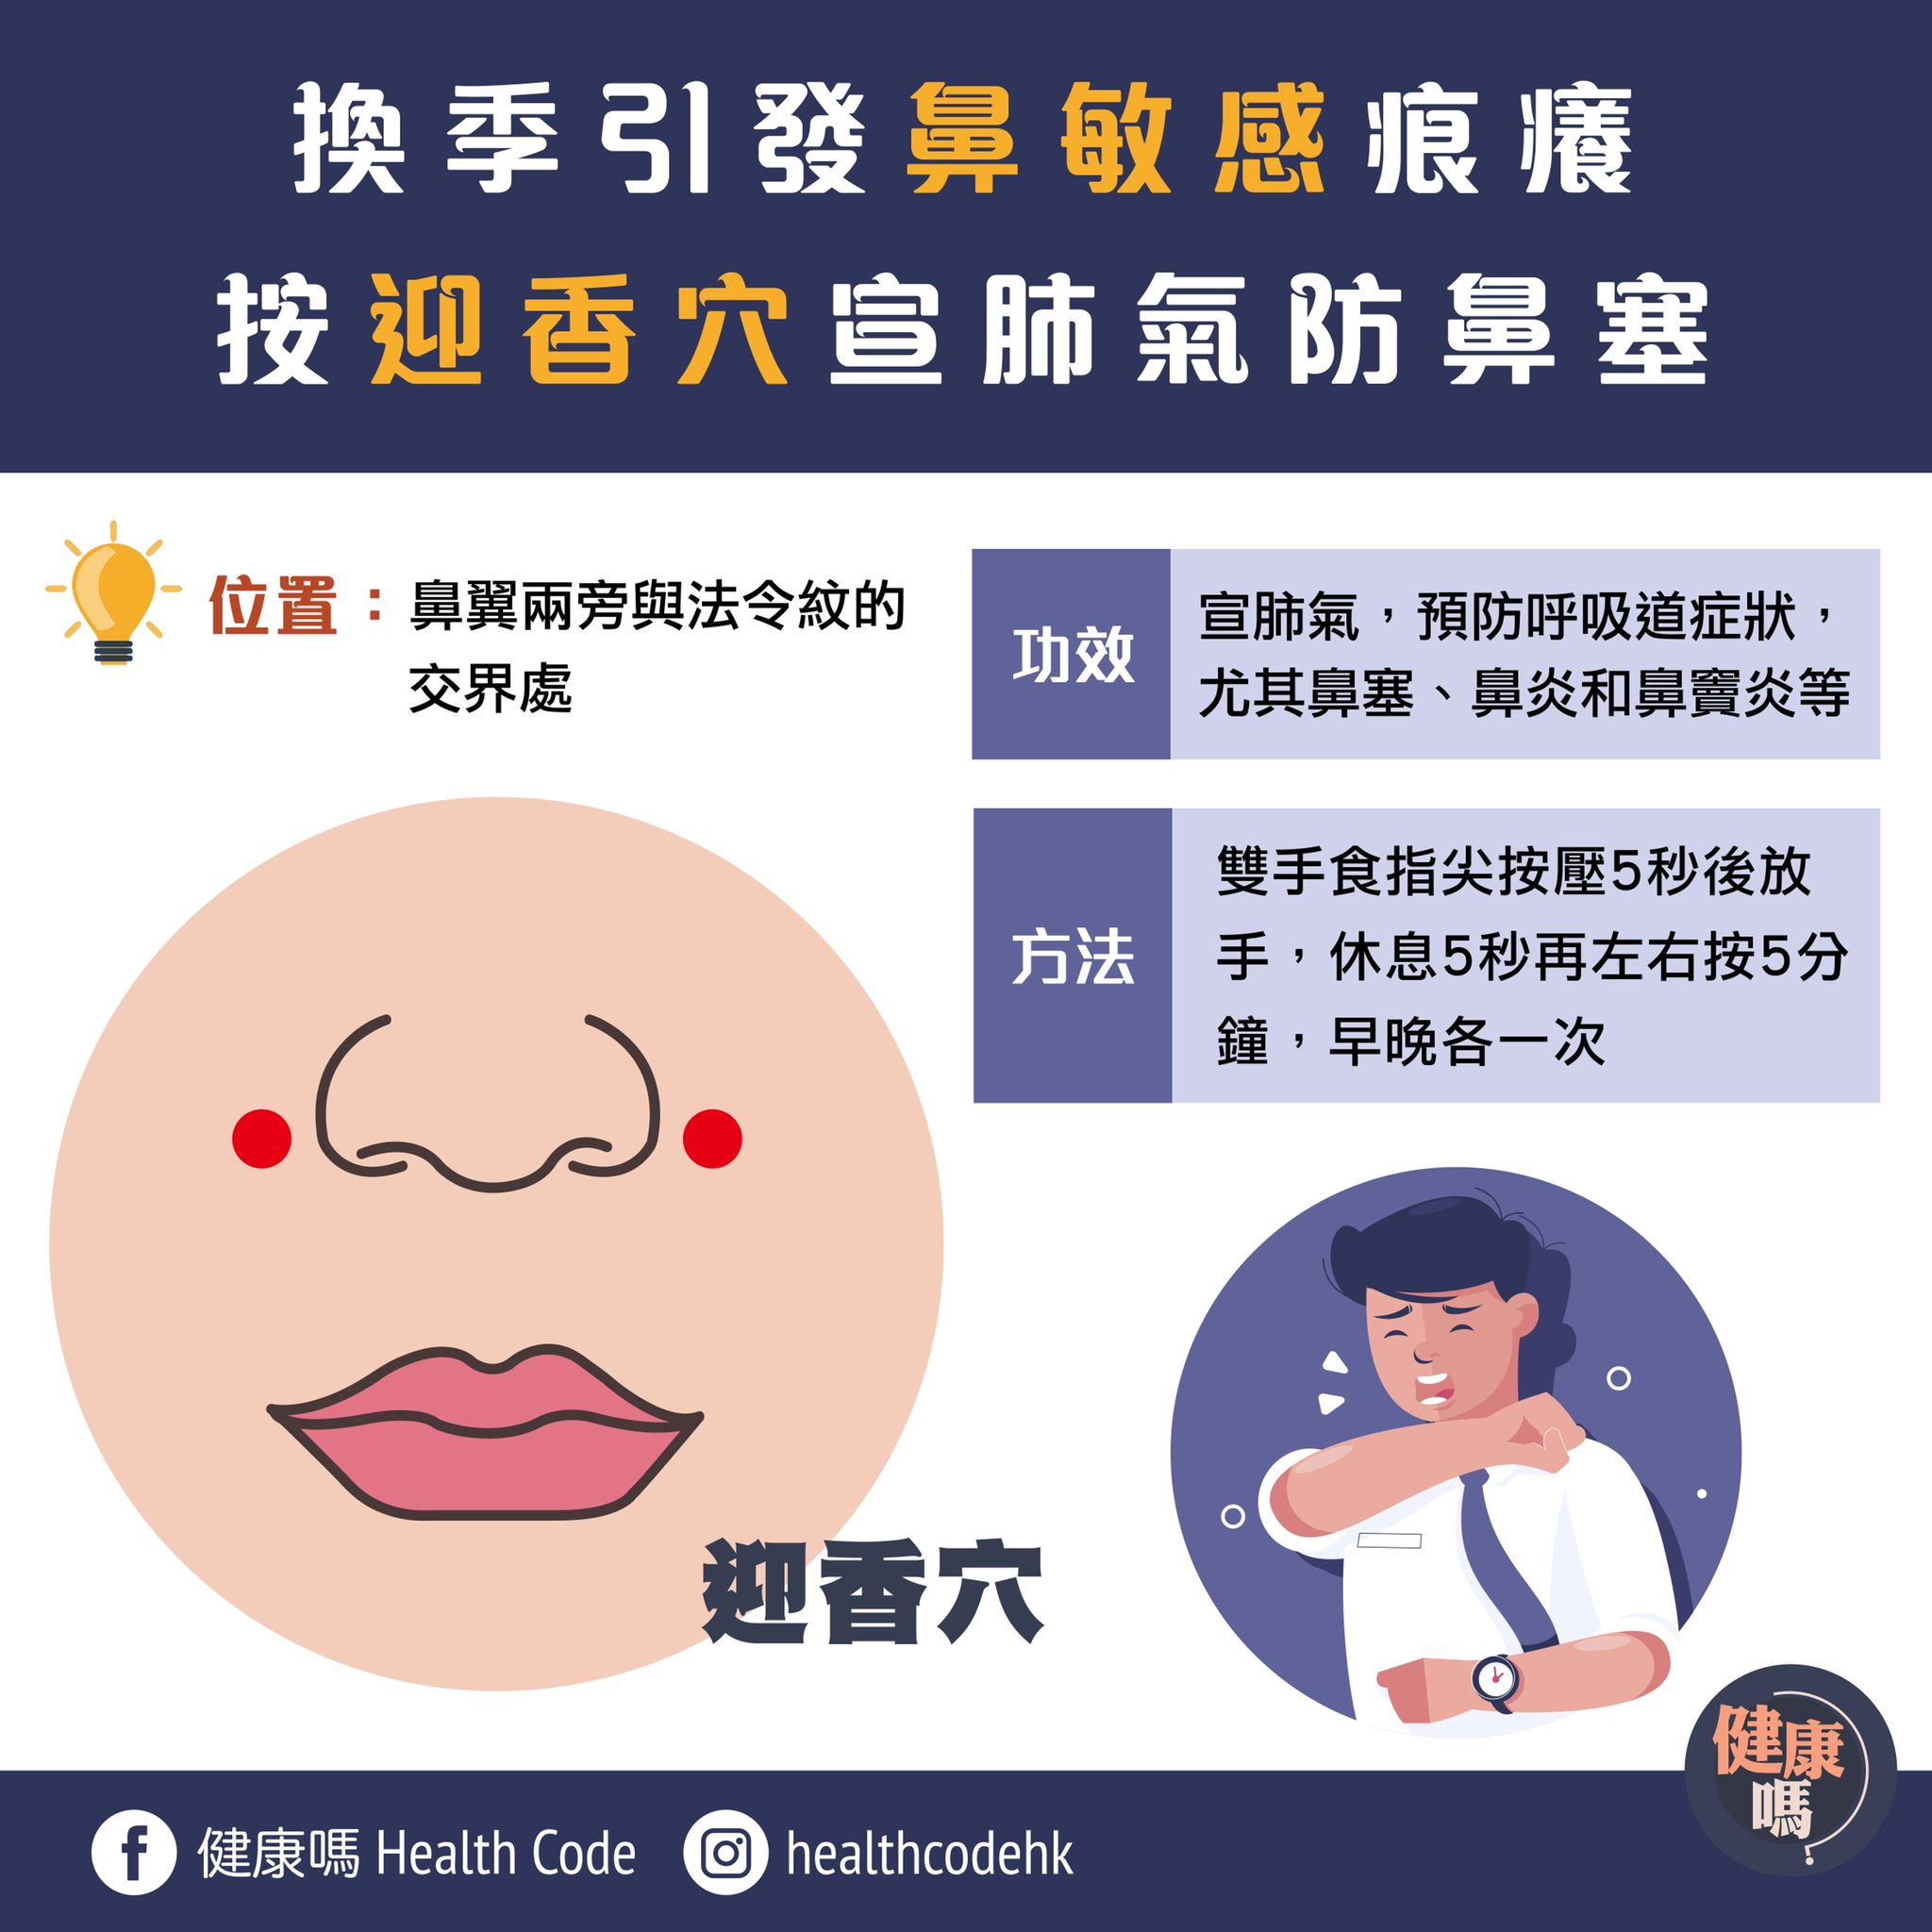 換季引發鼻敏感痕癢
按迎香穴宣肺氣防鼻塞
位置：鼻翼兩旁與法令紋的
交界處
功效
宣肺氣，預防呼吸道症狀，
尤其鼻塞、鼻炎和鼻竇炎等
方法
雙手食指尖按壓5秒後放
手，休息5秒再左右按5分
鐘，早晚各一次
迎香穴
健康
嗎
健康嗎 Health Code
healthcodehk